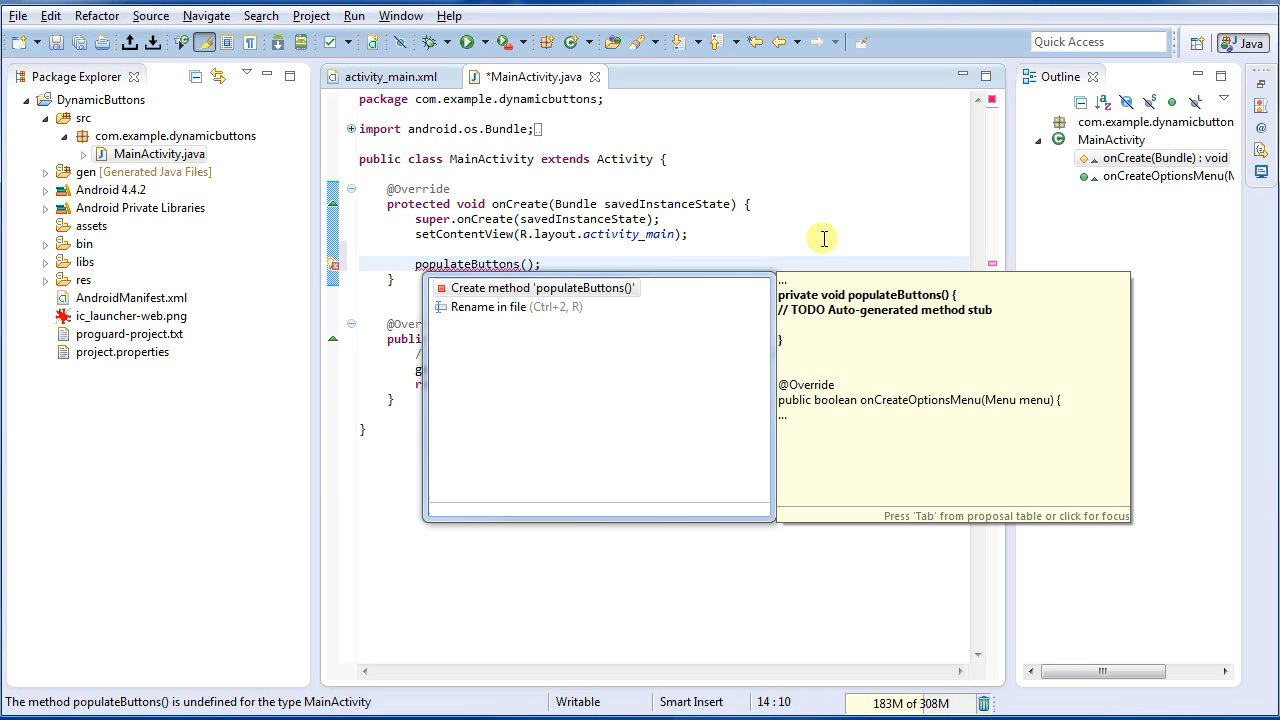 File Edit Refactor Source Navigate Search Project Run Window Help
Quick Access
Java
Package Explorer
DynamicButtons
src
com.example.dynamicbuttons
MainActivity.java
gen [Generated Java Files]
Android 4.4.2
Android Private Libraries
assets
bin
libs
res
AndroidManifest.xml
ic_launcher-web.png
proguard-project.txt
project.properties
activity_main.xml
*MainActivity.java
package com.example.dynamicbuttons;
import android.os.Bundle;
public class MainActivity extends Activity {
@Override
protected void onCreate(Bundle savedInstanceState) {
super.onCreate(savedInstanceState);
setContentView(R.layout.activity_main);
populateButtons();
}
@Over
publi
/
g
r
}
}
Create method 'populateButtons()'
Rename in file (Ctrl+2, R)
...
private void populateButtons() {
// TODO Auto-generated method stub
}
@Override
public boolean onCreateOptionsMenu(Menu menu) {
...
Press 'Tab' from proposal table or click for focus
Outline
com.example.dynamicbutton
MainActivity
onCreate(Bundle) : void
onCreateOptionsMenu(M
The method populateButtons() is undefined for the type MainActivity
Writable
Smart Insert
14 : 10
183M of 308M